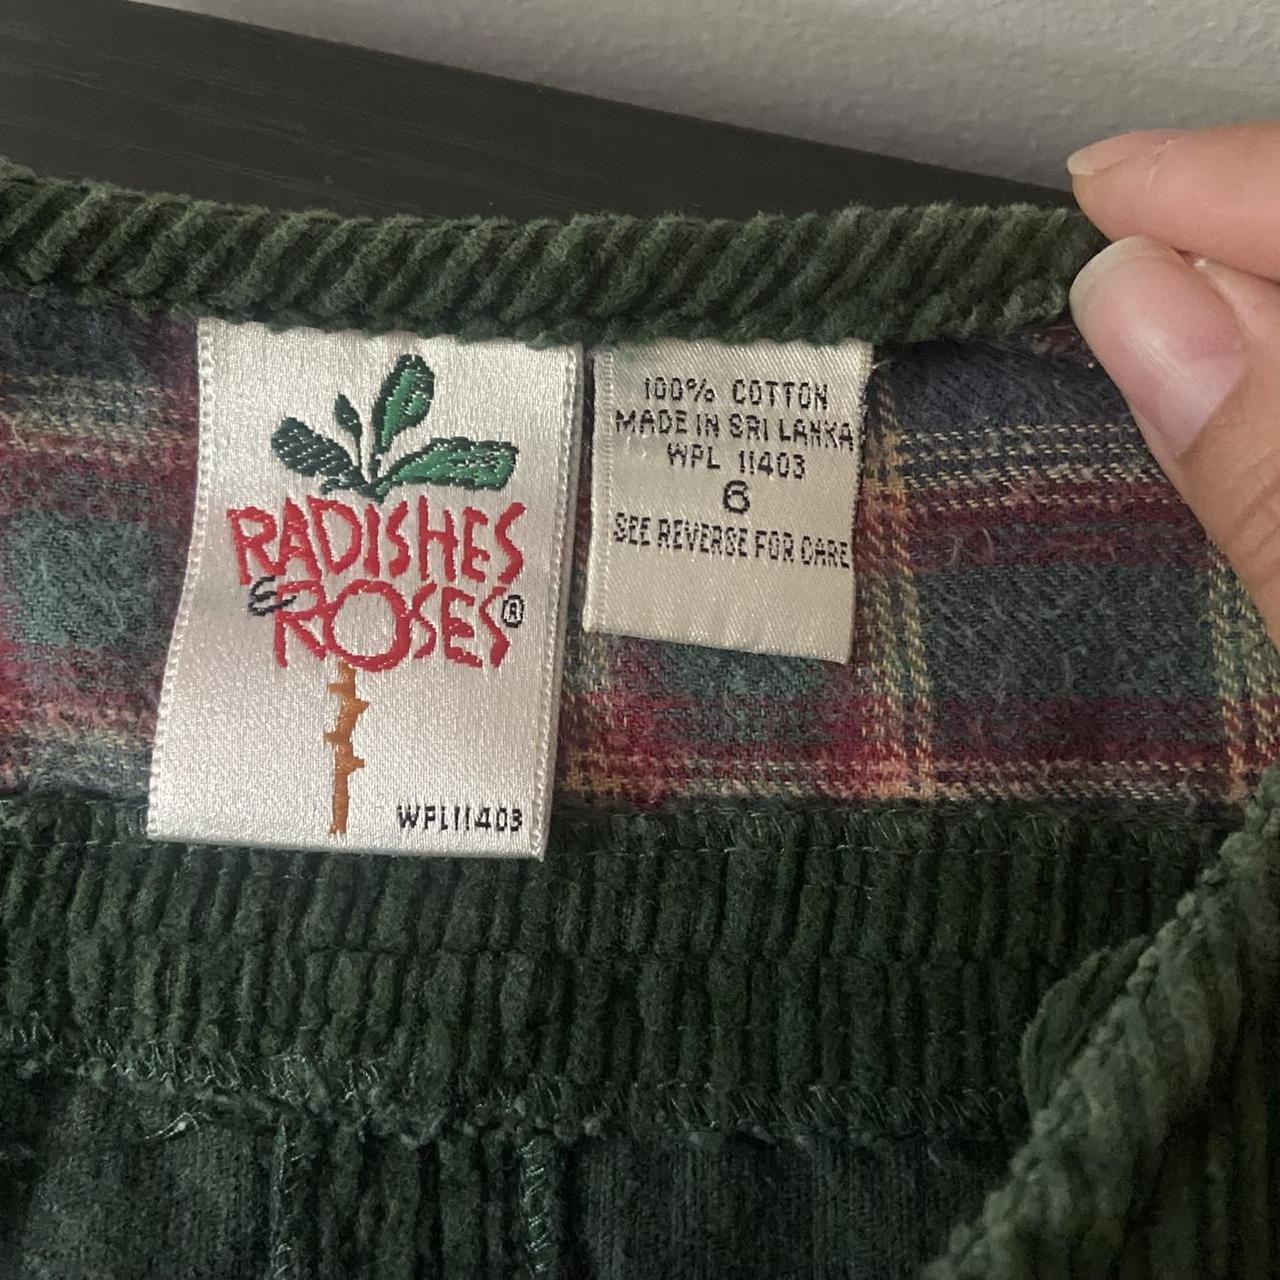 RADISHES
& ROSES®
WPL11403
100% COTTON
MADE IN SRI LANKA
WPL 11403
6
SEE REVERSE FOR CARE